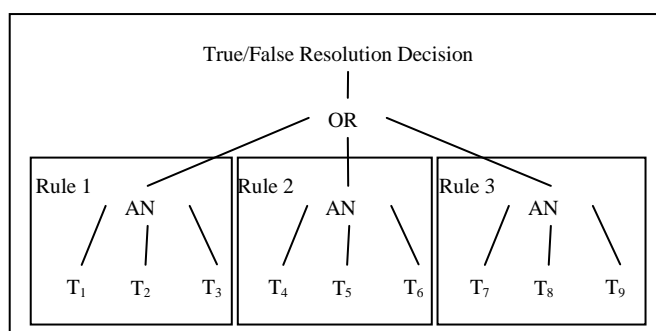 True/False Resolution Decision
OR
Rule 1 Rule 2 Rule 3
AN AN AN
T₁ T₂ T₃ T₄ T₅ T₆ T₇ T₈ T₉